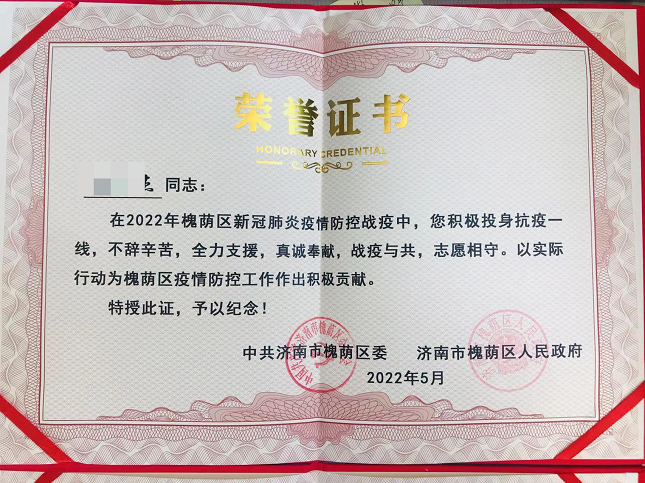 荣誉证书
HONORARY CREDENTIAL
同志：
在2022年槐荫区新冠肺炎疫情防控战疫中，您积极投身抗疫一
线，不辞辛苦，全力支援，真诚奉献，战疫与共，志愿相守。以实际
行动为槐荫区疫情防控工作作出积极贡献。
特授此证，予以纪念！
中共济南市槐荫区委 济南市槐荫区人民政府
2022年5月